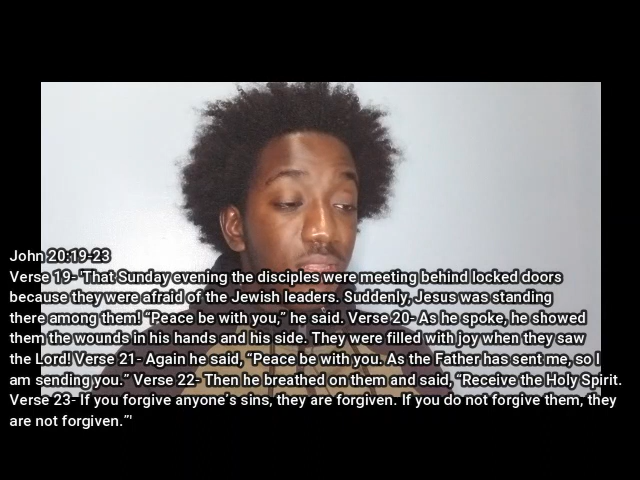 John 20:19-23
Verse 19- 'That Sunday evening the disciples were meeting behind locked doors
because they were afraid of the Jewish leaders. Suddenly, Jesus was standing
there among them! “Peace be with you,” he said. Verse 20- As he spoke, he showed
them the wounds in his hands and his side. They were filled with joy when they saw
the Lord! Verse 21- Again he said, “Peace be with you. As the Father has sent me, so I
am sending you.” Verse 22- Then he breathed on them and said, “Receive the Holy Spirit.
Verse 23- If you forgive anyone’s sins, they are forgiven. If you do not forgive them, they
are not forgiven.”'